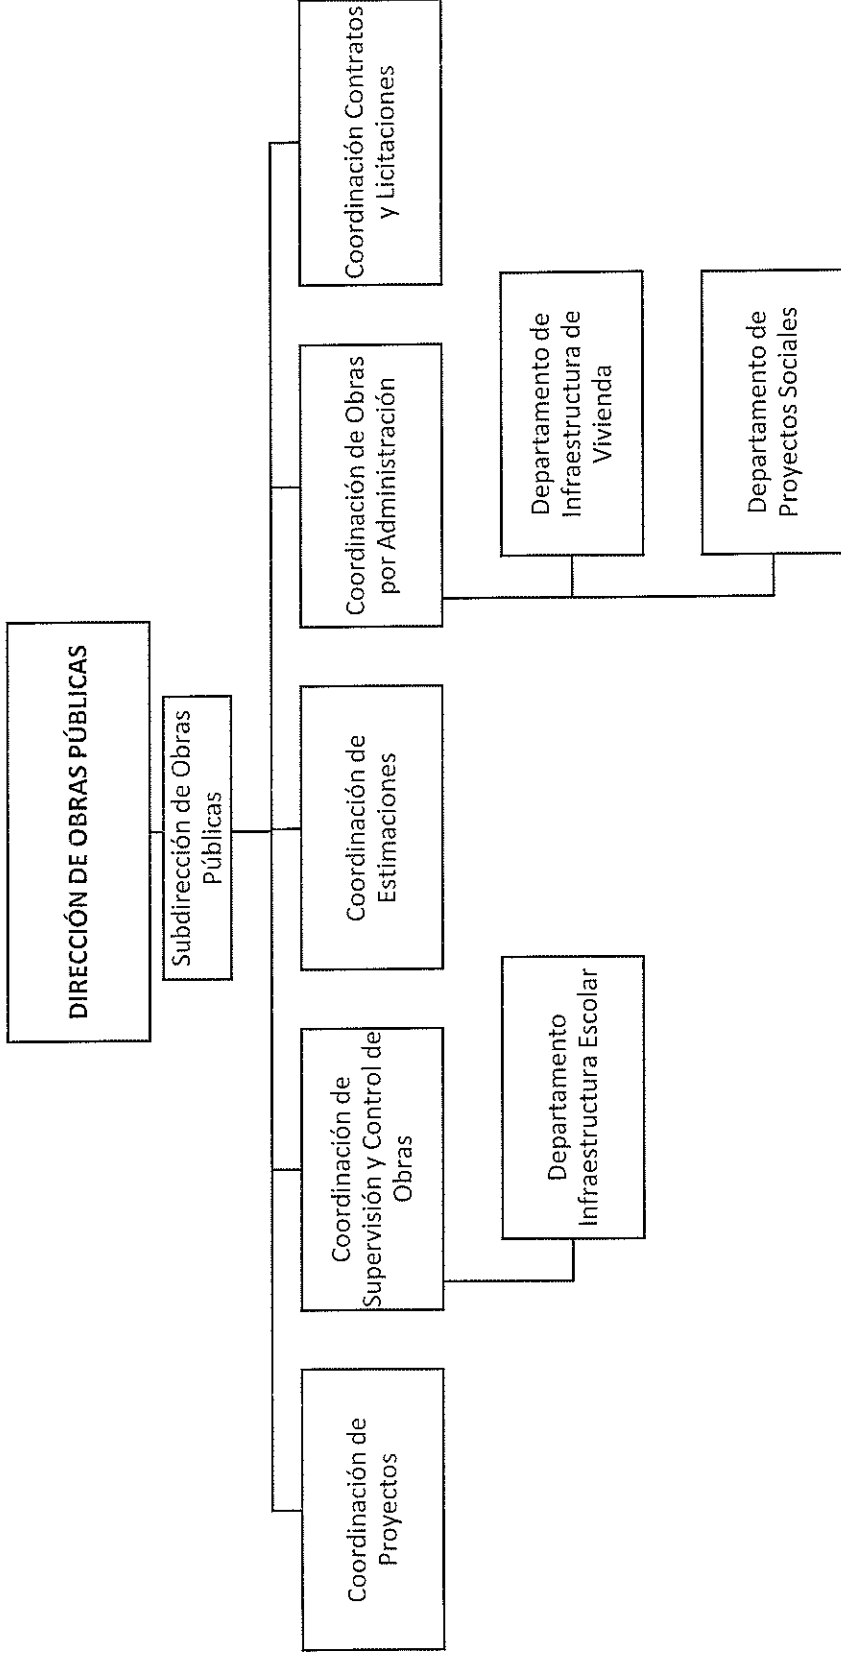 DIRECCIÓN DE OBRAS PÚBLICAS
Subdirección de Obras
Públicas
Coordinación de
Proyectos
Coordinación de
Supervisión y Control de
Obras
Coordinación de
Estimaciones
Coordinación de Obras
por Administración
Coordinación Contratos
y Licitaciones
Departamento
Infraestructura Escolar
Departamento de
Infraestructura de
Vivienda
Departamento de
Proyectos Sociales